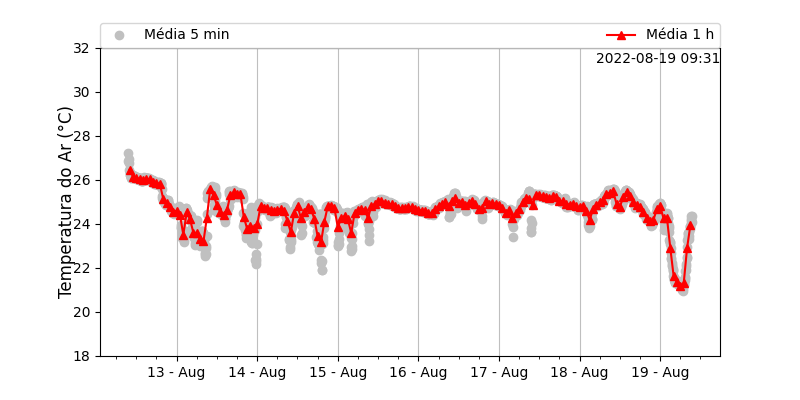 Média 5 min
Média 1 h
2022-08-19 09:31
Temperatura do Ar (°C)
32
30
28
26
24
22
20
18
13 - Aug
14 - Aug
15 - Aug
16 - Aug
17 - Aug
18 - Aug
19 - Aug